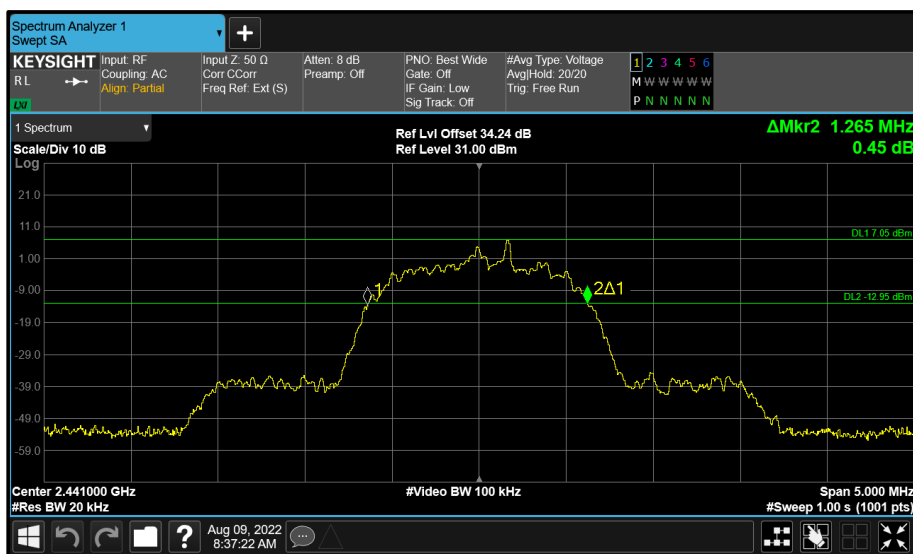 Spectrum Analyzer 1
Swept SA
KEYSIGHT
RL
LXI
Input: RF
Coupling: AC
Align: Partial
Input Z: 50 Ω
Corr CCorr
Freq Ref: Ext (S)
Atten: 8 dB
Preamp: Off
PNO: Best Wide
Gate: Off
IF Gain: Low
Sig Track: Off
#Avg Type: Voltage
Avg|Hold: 20/20
Trig: Free Run
1 2 3 4 5 6
M W W W W W
P N N N N N
1 Spectrum
Scale/Div 10 dB
Log
Ref Lvl Offset 34.24 dB
Ref Level 31.00 dBm
ΔMkr2 1.265 MHz
0.45 dB
21.0
11.0
DL1 7.05 dBm
1.00
-9.00
1
2Δ1
DL2 -12.95 dBm
-19.0
-29.0
-39.0
-49.0
-59.0
Center 2.441000 GHz
#Res BW 20 kHz
#Video BW 100 kHz
Span 5.000 MHz
#Sweep 1.00 s (1001 pts)
?
Aug 09, 2022
8:37:22 AM